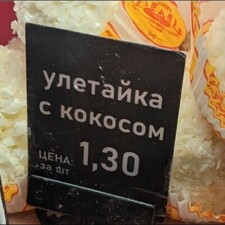 улетайка
с кокосом
ЦЕНА: 1,30
за шт